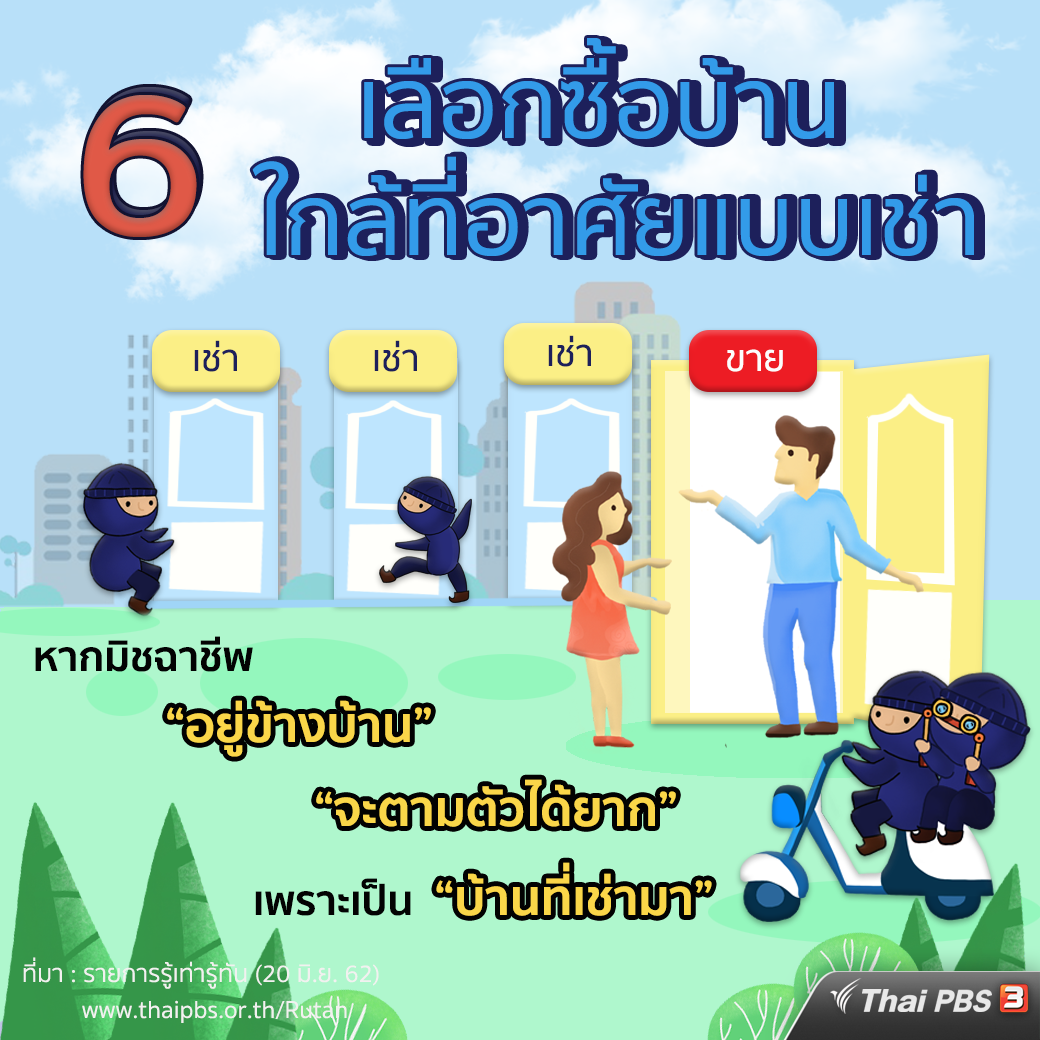 6
เลือกซื้อบ้าน
ใกล้ที่อาศัยแบบเช่า
เช่า
เช่า
เช่า
ขาย
หากมิชฉาชีพ
“อยู่ข้างบ้าน”
“จะตามตัวได้ยาก”
เพราะเป็น “บ้านที่เช่ามา”
ที่มา : รายการรู้เท่ารู้ทัน (20 มิ.ย. 62)
www.thaipbs.or.th/Rutan
Thai PBS 3